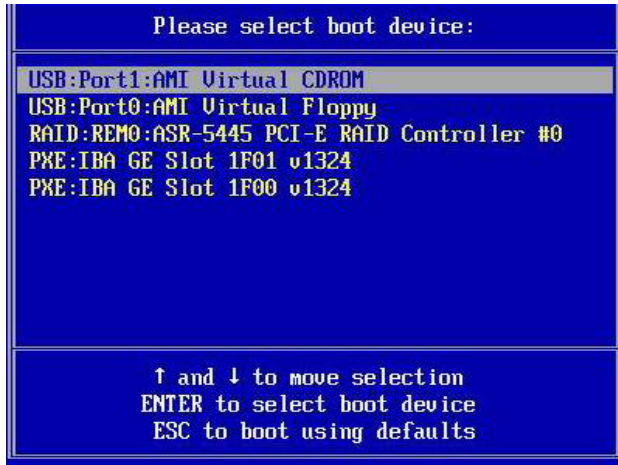 Please select boot device:
USB:Port1:AMI Virtual CDROM
USB:Port0:AMI Virtual Floppy
RAID:REM0:ASR-5445 PCI-E RAID Controller #0
PXE:IBA GE Slot 1F01 v1324
PXE:IBA GE Slot 1F00 v1324
↑ and ↓ to move selection
ENTER to select boot device
ESC to boot using defaults